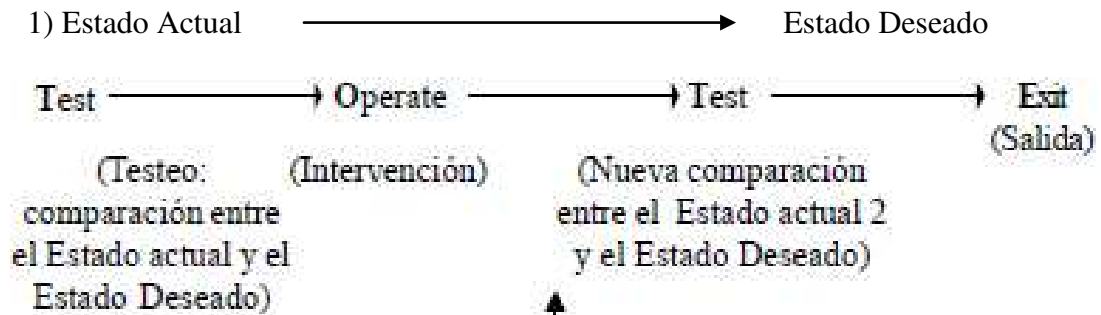 1) Estado Actual Estado Deseado
Test Operate Test Exit
(Salida)
(Testeo: (Intervención) (Nueva comparación
comparación entre entre el Estado actual 2
el Estado actual y el y el Estado Deseado)
Estado Deseado)